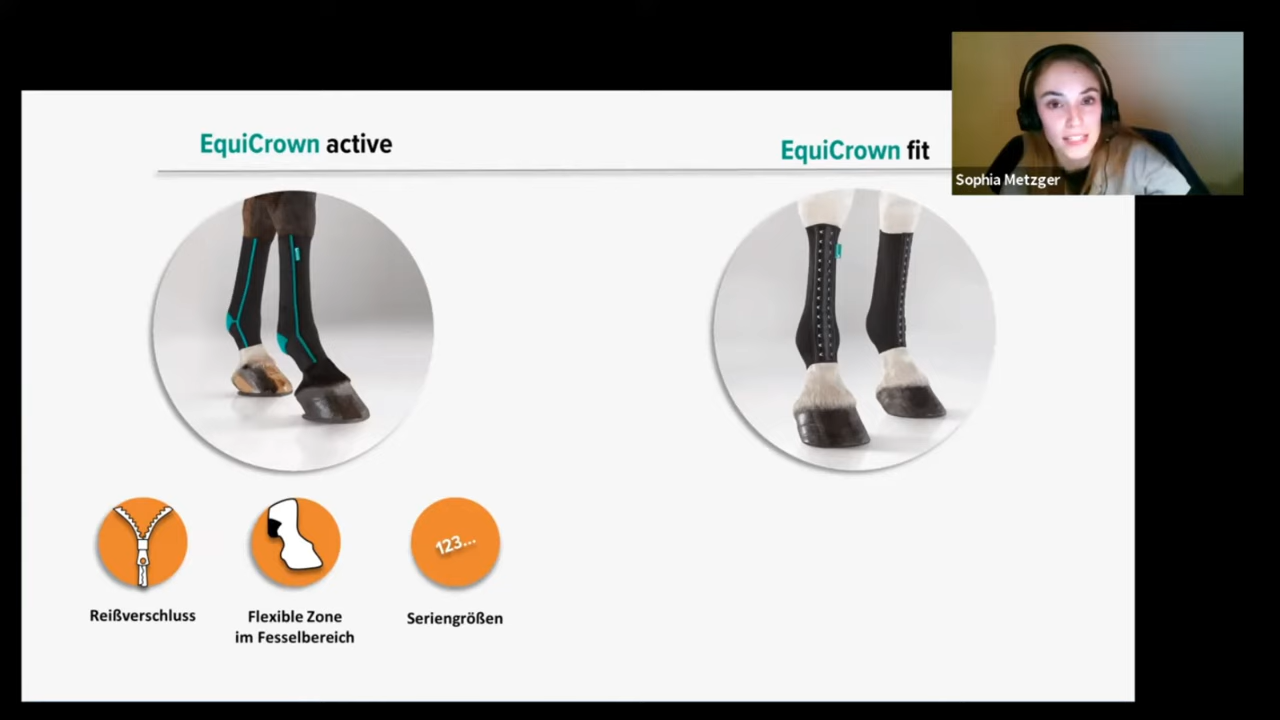 EquiCrown active
EquiCrown fit
Sophia Metzger
123...
Reißverschluss
Flexible Zone
im Fesselbereich
Seriengrößen